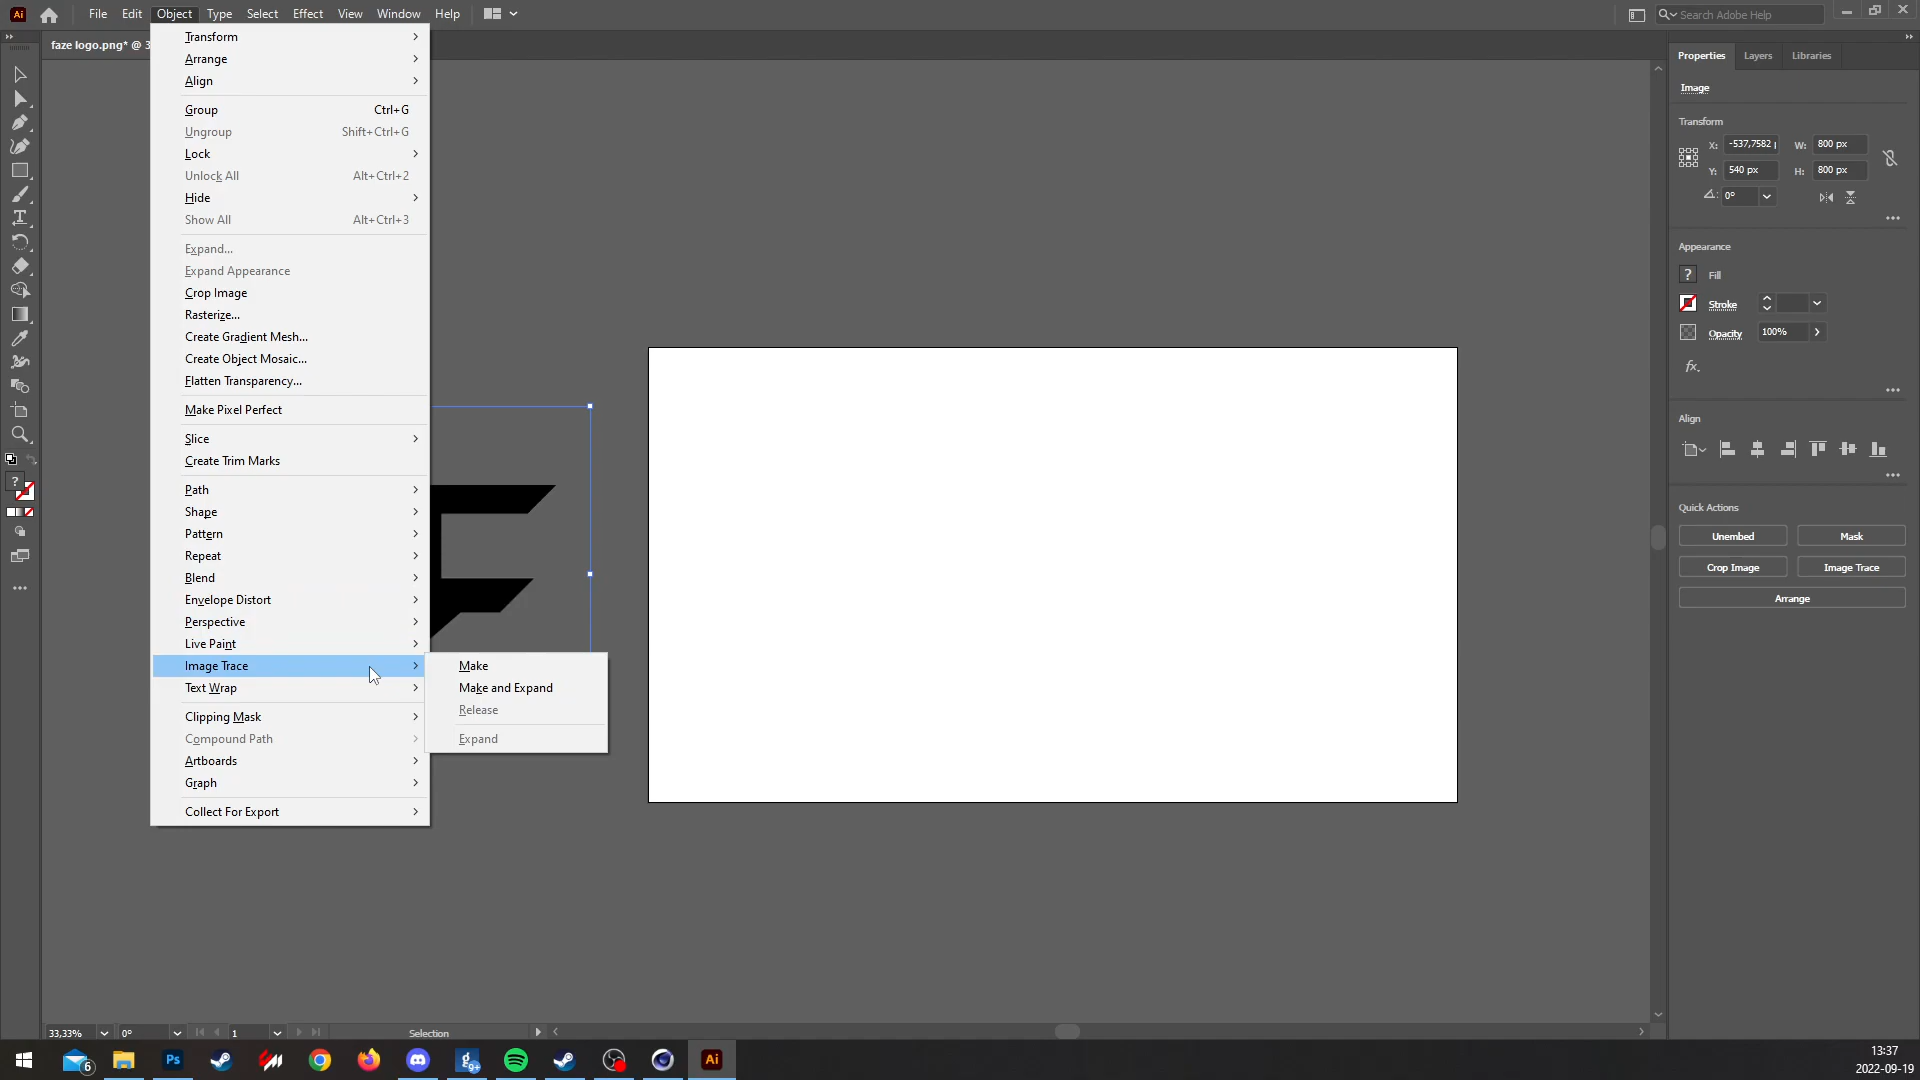 Ai File Edit Object Type Select Effect View Window Help Search Adobe Help
faze logo.png* @ 3
Transform
Arrange
Align
Group Ctrl+G
Ungroup Shift+Ctrl+G
Lock
Unlock All Alt+Ctrl+2
Hide
Show All Alt+Ctrl+3
Expand...
Expand Appearance
Crop Image
Rasterize...
Create Gradient Mesh...
Create Object Mosaic...
Flatten Transparency...
Make Pixel Perfect
Slice
Create Trim Marks
Path
Shape
Pattern
Repeat
Blend
Envelope Distort
Perspective
Live Paint
Image Trace
Text Wrap
Clipping Mask
Compound Path
Artboards
Graph
Collect For Export
Make
Make and Expand
Release
Expand
Properties Layers Libraries
Image
Transform
X: -537,7582 W: 800 px
Y: 540 px H: 800 px
0°
Appearance
? Fill
Stroke
Opacity 100%
fx.
Align
Quick Actions
Unembed Mask
Crop Image Image Trace
Arrange
?
33,33% 0° 1 Selection
6 Ps g9+ Ai
13:37
2022-09-19